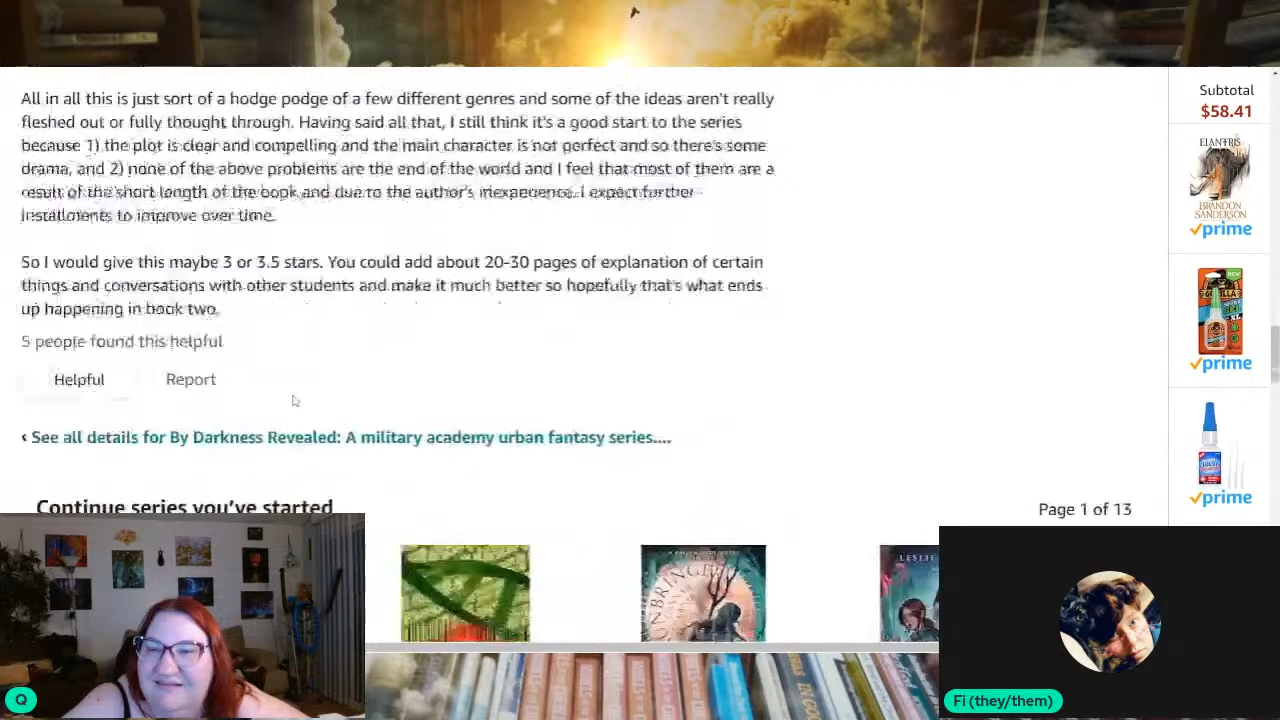 All in all this is just sort of a hodge podge of a few different genres and some of the ideas aren't really
fleshed out or fully thought through. Having said all that, I still think it's a good start to the series
because 1) the plot is clear and compelling and the main character is not perfect and so there's some
drama, and 2) none of the above problems are the end of the world and I feel that most of them are a
result of the short length of the book and due to the author's inexperience. I expect further
installments to improve over time.
So I would give this maybe 3 or 3.5 stars. You could add about 20-30 pages of explanation of certain
things and conversations with other students and make it much better so hopefully that's what ends
up happening in book two.
5 people found this helpful
Helpful Report
‹ See all details for By Darkness Revealed: A military academy urban fantasy series....
Continue series you've started
Page 1 of 13
Subtotal
$58.41
ELANTRIS
BRANDON
SANDERSON
prime
NEW
GORILLA
prime
prime
LESLIE
Q
Fi (they/them)